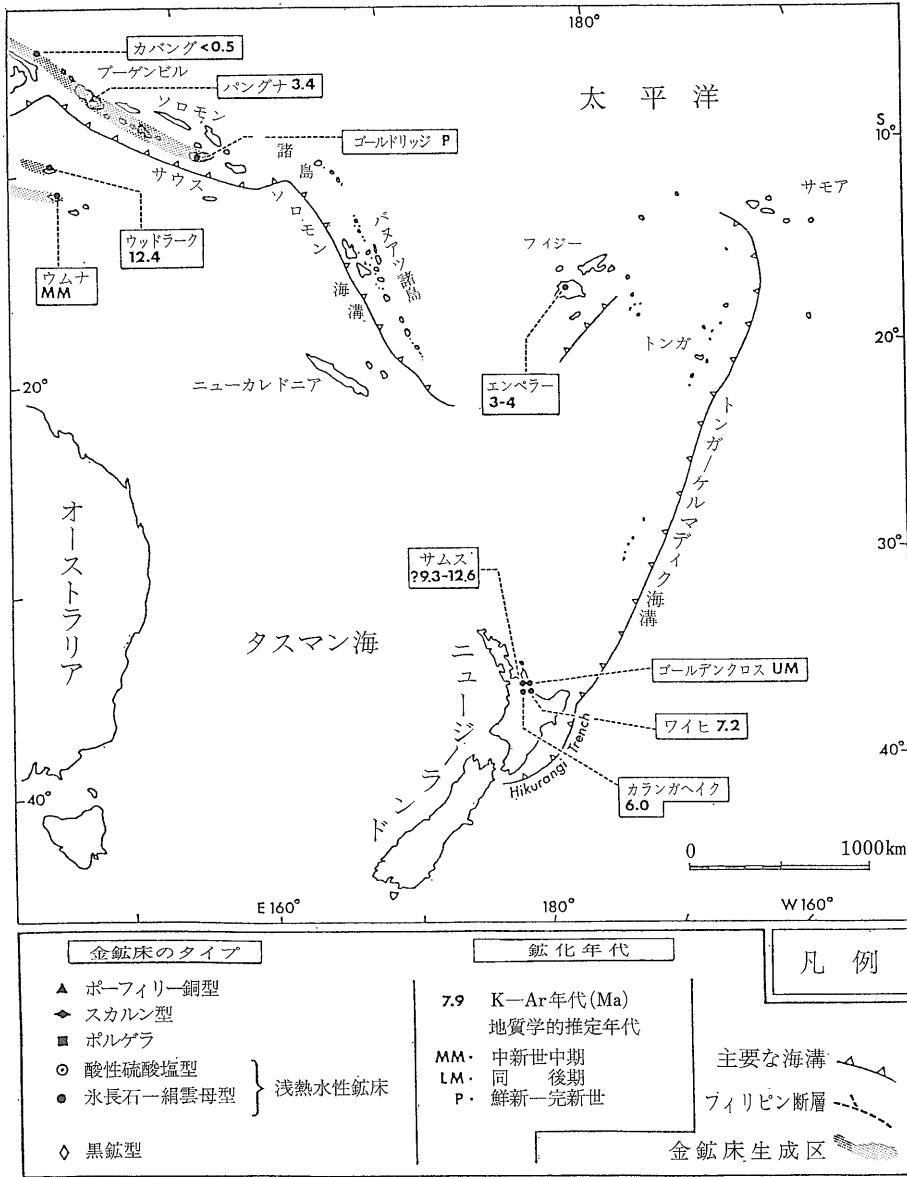 180°
カバング<0.5
ブーゲンビル
パングナ 3.4
ソロモン
諸
島
太平洋
S
10°
ゴールドリッジ P
サウス
ソロモン
海溝
バヌアツ諸島
サモア
フィジー
ウッドラーク
12.4
ウムナ
MM
トンガ
20°
エンペラー
3-4
ニューカレドニア
20°
トンガーケルマディク海溝
オーストラリア
30°
サムス
?9.3-12.6
タスマン海
ニュージランド
ゴールデンクロス UM
ワイヒ 7.2
Hikurangi Trench
40°
カランガヘイク
6.0
40°
0 1000km
E160° 180° W160°
金鉱床のタイプ
ポーフィリー銅型
スカルン型
ポルゲラ
酸性硫酸塩型
氷長石ー絹雲母型
浅熱水性鉱床
黒鉱型
鉱化年代
7.9 K—Ar年代(Ma)
地質学的推定年代
MM・ 中新世中期
LM・ 同 後期
P・ 鮮新ー完新世
凡例
主要な海溝
フィリピン断層
金鉱床生成区